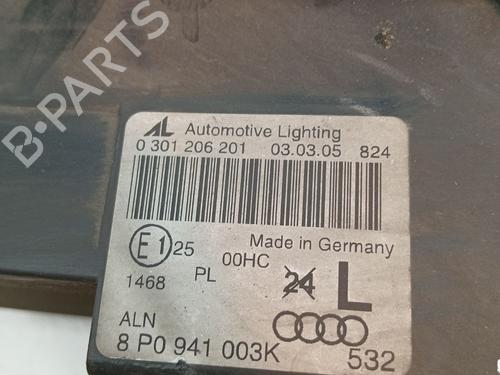 B-PARTS
AL Automotive Lighting
0 301 206 201 03.03.05 824
E1 25 Made in Germany
00HC
1468 PL 24 L
ALN
8 P0 941 003K 532